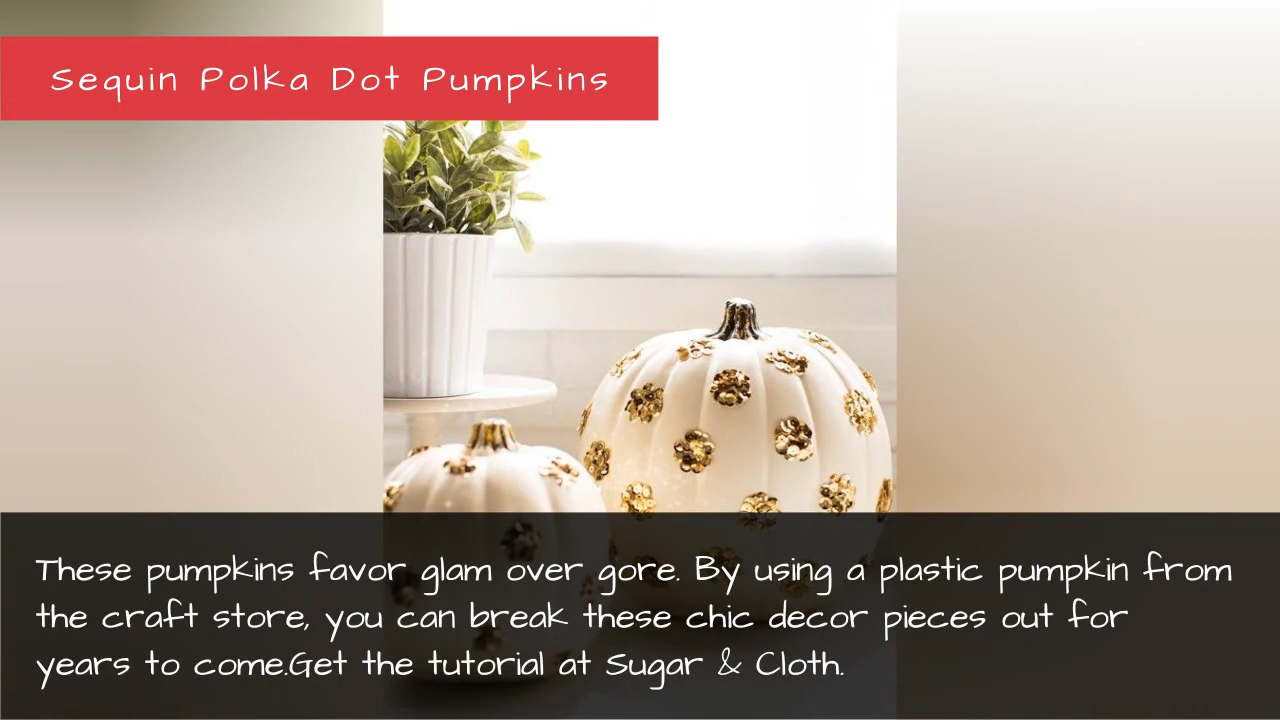 Sequin Polka Dot Pumpkins
These pumpkins favor glam over gore. By using a plastic pumpkin from
the craft store, you can break these chic decor pieces out for
years to come.Get the tutorial at Sugar & Cloth.